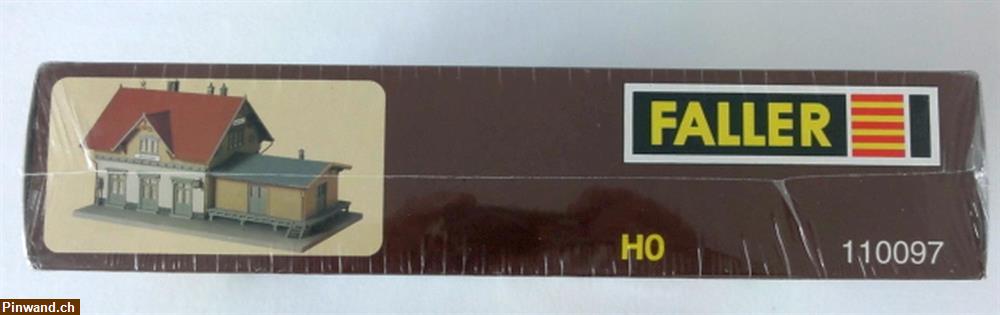 FALLER
H0
110097
Pinwand.ch